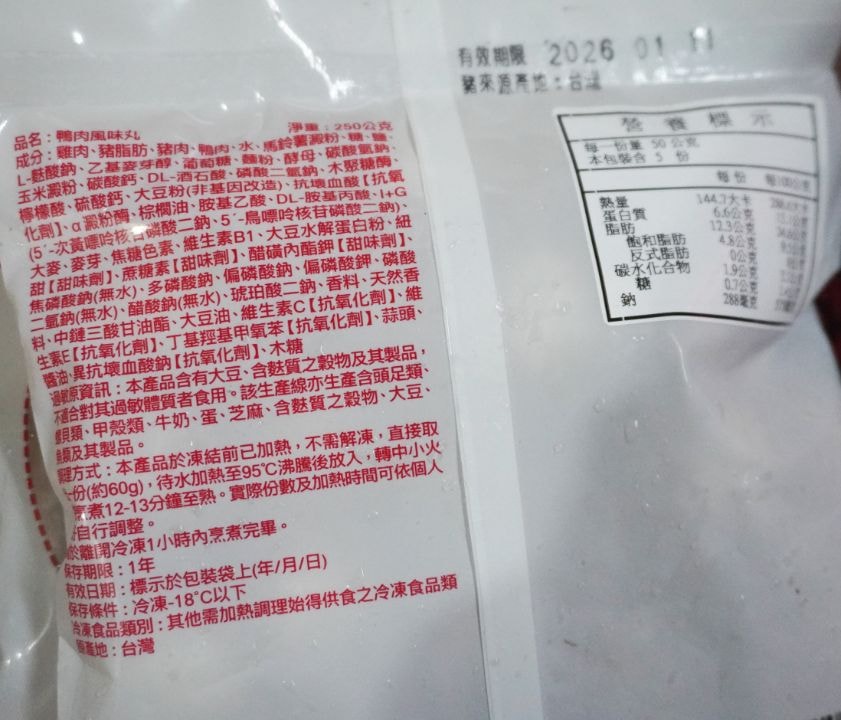 有效期限 2026 01 11
豬來源產地：台灣
品名：鴨肉風味丸
淨重：250公克
成分：雞肉、豬脂肪、豬肉、鴨肉、水、馬鈴薯澱粉、糖、鹽、
L-麩酸鈉、乙基麥芽醇、葡萄糖、麵粉、酵母、碳酸氫鈉、
玉米澱粉、碳酸鈣、DL-酒石酸、磷酸二氫鈉、木聚糖酶、
檸檬酸、硫酸鈣、大豆粉(非基因改造)、抗壞血酸【抗氧
化劑】、α澱粉酶、棕櫚油、胺基乙酸、DL-胺基丙酸、I+G
(5´-次黃嘌呤核苷磷酸二鈉、5´-鳥嘌呤核苷磷酸二鈉)、
大麥、麥芽、焦糖色素、維生素B1、大豆水解蛋白粉、紐
甜【甜味劑】、蔗糖素【甜味劑】、醋磺內酯鉀【甜味劑】、
焦磷酸鈉(無水)、多磷酸鈉、偏磷酸鈉、偏磷酸鉀、磷酸
二氫鈉(無水)、醋酸鈉(無水)、琥珀酸二鈉、香料、天然香
料、中鏈三酸甘油酯、大豆油、維生素C【抗氧化劑】、維
生素E【抗氧化劑】、丁基羥基甲氧苯【抗氧化劑】、蒜頭、
醬油、異抗壞血酸鈉【抗氧化劑】、木糖
過敏原資訊：本產品含有大豆、含麩質之穀物及其製品，
不適合對其過敏體質者食用。該生產線亦生產含頭足類、
螺貝類、甲殼類、牛奶、蛋、芝麻、含麩質之穀物、大豆、
魚類及其製品。
方式：本產品於凍結前已加熱，不需解凍，直接取
一份(約60g)，待水加熱至95℃沸騰後放入，轉中小火
烹煮12-13分鐘至熟。實際份數及加熱時間可依個人
自行調整。
於離開冷凍1小時內烹煮完畢。
保存期限：1年
有效日期：標示於包裝袋上(年/月/日)
保存條件：冷凍-18℃以下
冷凍食品類別：其他需加熱調理始得供食之冷凍食品類
原產地：台灣
營養標示
每一份量 50 公克
本包裝含 5 份
每份 每100公克
熱量 144.7大卡
蛋白質 6.6公克
脂肪 12.3公克
飽和脂肪 4.8公克
反式脂肪 0公克
碳水化合物 1.9公克
糖 0.7公克
鈉 288毫克